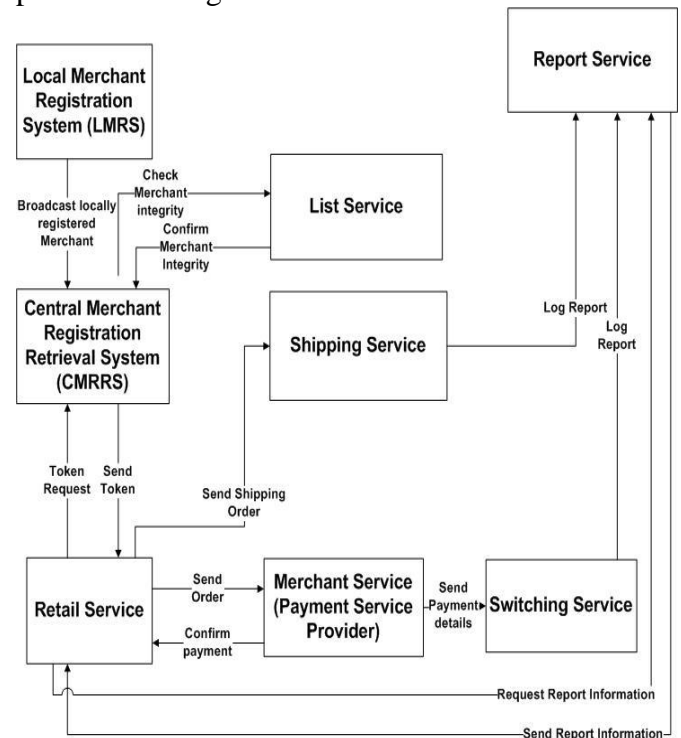 Report Service
Local Merchant
Registration
System (LMRS)
Check
Merchant
integrity
Broadcast locally
registered
Merchant
List Service
Confirm
Merchant
Integrity
Central Merchant
Registration
Retrieval System
(CMRRS)
Shipping Service
Log Report
Log
Report
Token
Request
Send
Token
Send Shipping
Order
Retail Service
Send
Order
Confirm
payment
Merchant Service
(Payment Service
Provider)
Send
Payment
details
Switching Service
Request Report Information
Send Report Information